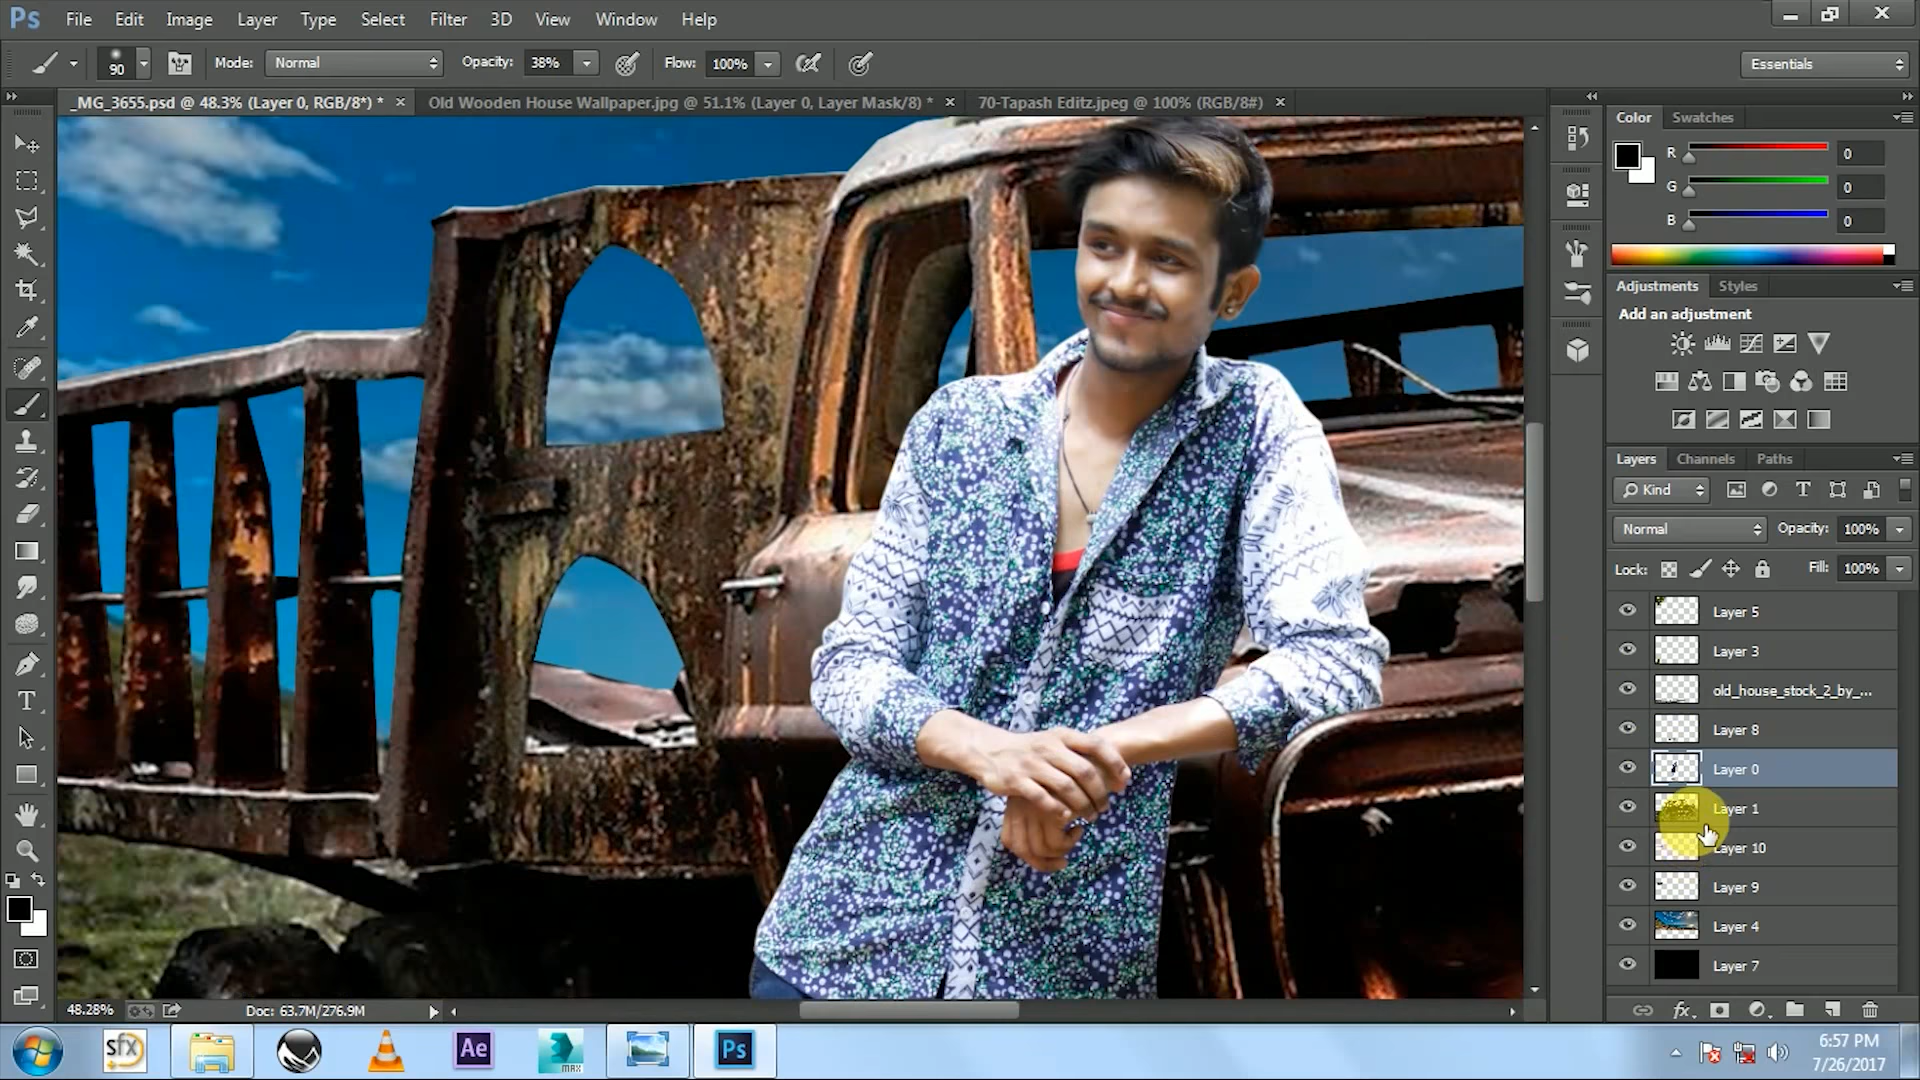 Ps File Edit Image Layer Type Select Filter 3D View Window Help
90 Mode: Normal Opacity: 38% Flow: 100% Essentials
_MG_3655.psd @ 48.3% (Layer 0, RGB/8*) * × Old Wooden House Wallpaper.jpg @ 51.1% (Layer 0, Layer Mask/8) * × 70-Tapash Editz.jpeg @ 100% (RGB/8#) ×
Color Swatches
R 0
G 0
B 0
Adjustments Styles
Add an adjustment
Layers Channels Paths
Kind
Normal Opacity: 100%
Lock: Fill: 100%
Layer 5
Layer 3
old_house_stock_2_by_...
Layer 8
Layer 0
Layer 1
Layer 10
Layer 9
Layer 4
Layer 7
fx
48.28% Doc: 63.7M/276.9M
sfx Ae MAX Ps
6:57 PM
7/26/2017